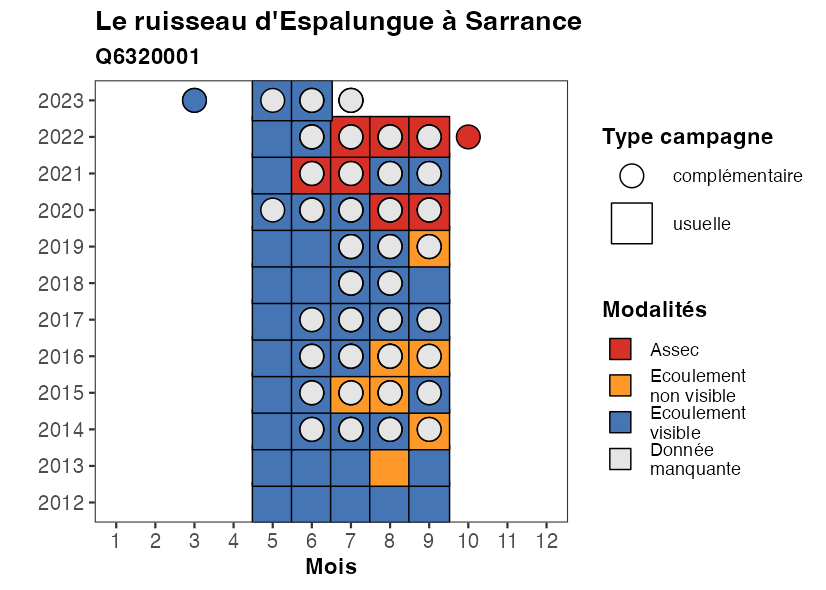 Le ruisseau d'Espalungue à Sarrance
Q6320001
2023
2022
2021
2020
2019
2018
2017
2016
2015
2014
2013
2012
1 2 3 4 5 6 7 8 9 10 11 12
Mois
Type campagne
complémentaire
usuelle
Modalités
Assec
Ecoulement
non visible
Ecoulement
visible
Donnée
manquante